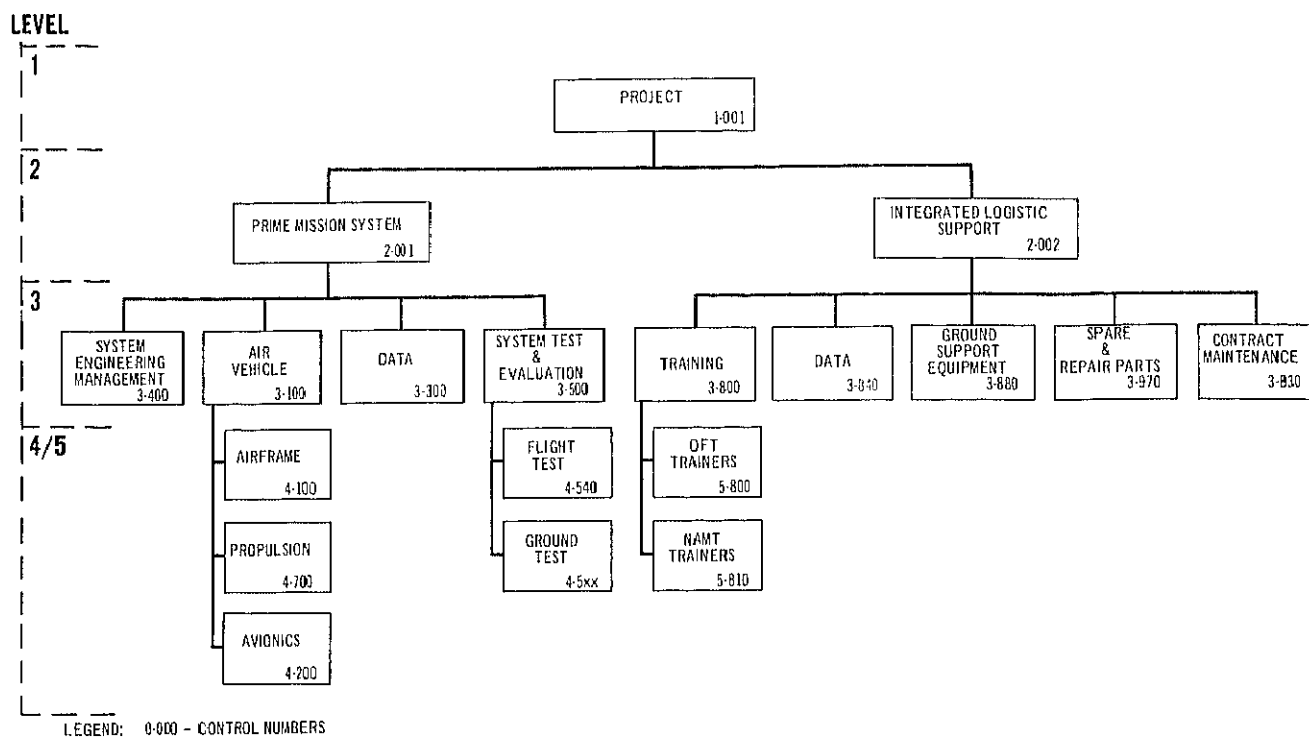 LEVEL
1
PROJECT
1-001
2
PRIME MISSION SYSTEM
2-001
INTEGRATED LOGISTIC
SUPPORT
2-002
3
SYSTEM
ENGINEERING
MANAGEMENT
3-400
AIR
VEHICLE
3-100
DATA
3-300
SYSTEM TEST
&
EVALUATION
3-500
TRAINING
3-800
DATA
3-840
GROUND
SUPPORT
EQUIPMENT
3-880
SPARE
&
REPAIR PARTS
3-970
CONTRACT
MAINTENANCE
3-830
4/5
AIRFRAME
4-100
FLIGHT
TEST
4-540
OFT
TRAINERS
5-800
PROPULSION
4-700
GROUND
TEST
4-5xx
NAMT
TRAINERS
5-810
AVIONICS
4-200
LEGEND: 0-000 - CONTROL NUMBERS